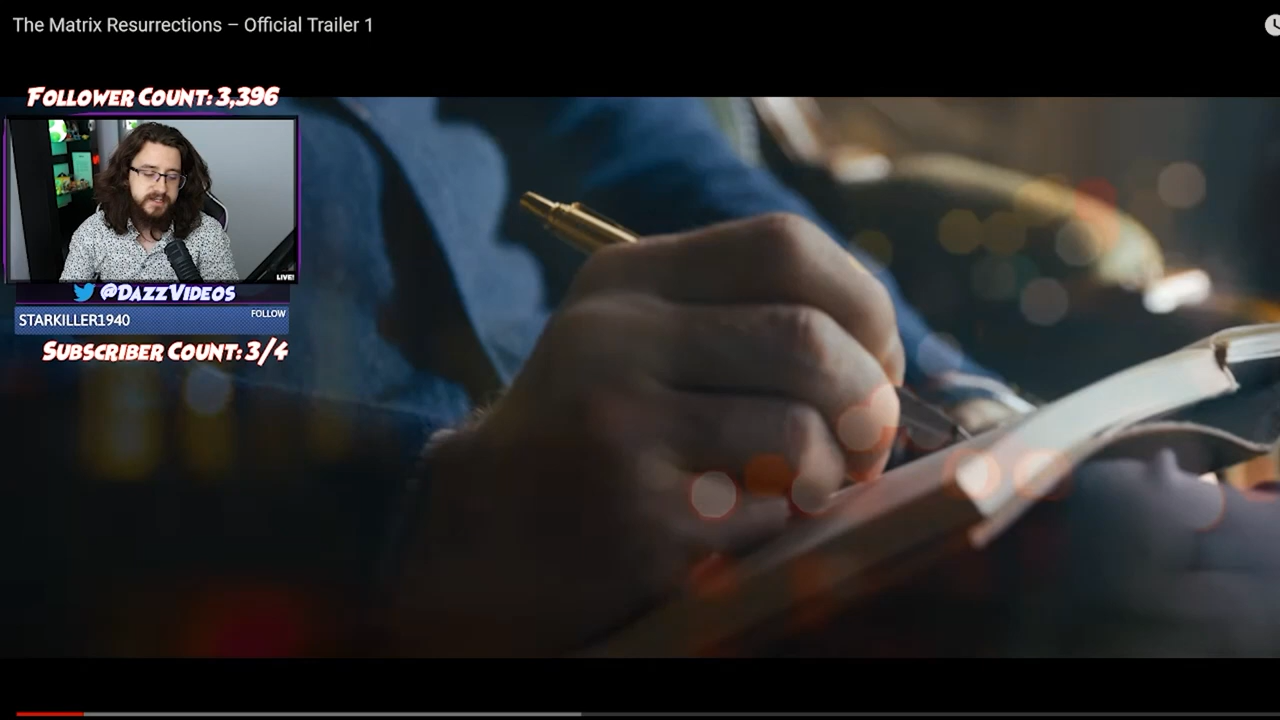 The Matrix Resurrections – Official Trailer 1
Follower Count: 3,396
LIVE!
@DazzVideos
STARKILLER1940
FOLLOW
Subscriber Count: 3/4